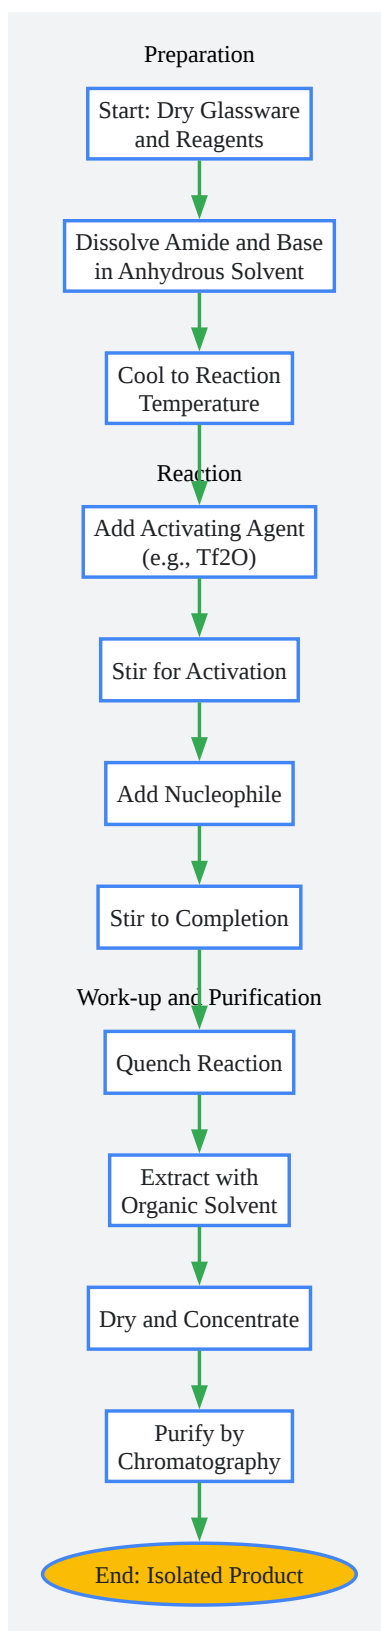 Preparation
Start: Dry Glassware
and Reagents
Dissolve Amide and Base
in Anhydrous Solvent
Cool to Reaction
Temperature
Reaction
Add Activating Agent
(e.g., Tf2O)
Stir for Activation
Add Nucleophile
Stir to Completion
Work-up and Purification
Quench Reaction
Extract with
Organic Solvent
Dry and Concentrate
Purify by
Chromatography
End: Isolated Product